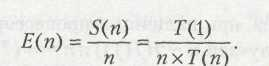 E(n) = S(n)/n = T(1)/(n×T(n)).